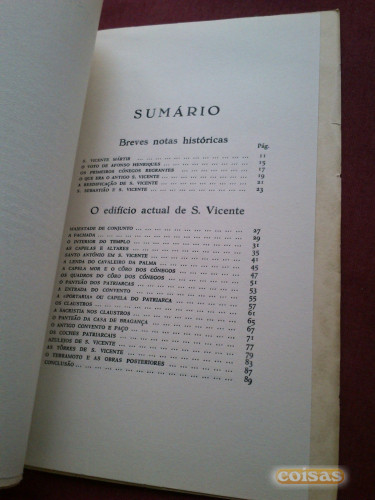 SUMÁRIO
Breves notas históricas
Pág.
S. VICENTE MÁRTIR 11
O VOTO DE AFONSO HENRIQUES 15
OS PRIMEIROS CÓNEGOS REGRANTES 17
O QUE ERA O ANTIGO S. VICENTE 19
A REEDIFICAÇÃO DE S. VICENTE 21
S. SEBASTIÃO E S. VICENTE 23
O edifício actual de S. Vicente
MAJESTADE DE CONJUNTO 27
A FACHADA 29
O INTERIOR DO TEMPLO 31
AS CAPELAS E ALTARES 35
SANTO ANTÓNIO EM S. VICENTE 41
A LENDA DO CAVALEIRO DA PALMA 45
A CAPELA MOR E O CÔRO DOS CÓNEGOS 47
OS QUADROS DO CÔRO DOS CÓNEGOS 50
O PANTEÃO DOS PATRIARCAS 53
A ENTRADA DO CONVENTO 55
A «PORTARIA» OU CAPELA DO PATRIARCA 57
OS CLAUSTROS 61
A SACRISTIA NOS CLAUSTROS 65
O PANTEÃO DA CASA DE BRAGANÇA 67
O ANTIGO CONVENTO E PAÇO 71
OS COCHES PATRIARCAIS 77
AZULEJOS DE S. VICENTE 79
AS TÔRRES DE S. VICENTE 83
O TERRAMOTO E AS OBRAS POSTERIORES 87
CONCLUSÃO 89
coisas